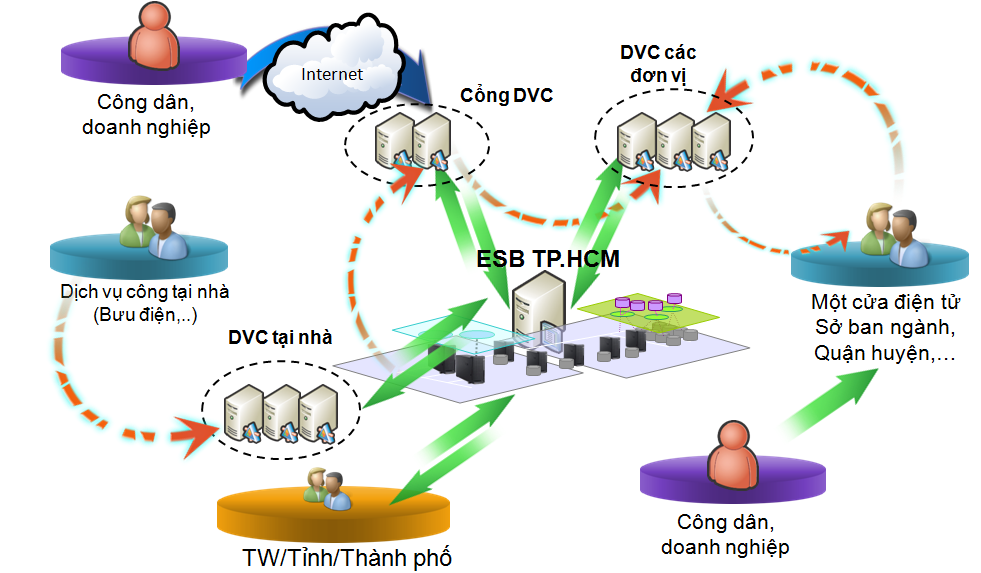 Công dân,
doanh nghiệp
Internet
Cổng DVC
DVC các
đơn vị
Dịch vụ công tại nhà
(Bưu điện,..)
ESB TP.HCM
Một cửa điện tử
Sở ban ngành,
Quận huyện,...
DVC tại nhà
TW/Tỉnh/Thành phố
Công dân,
doanh nghiệp